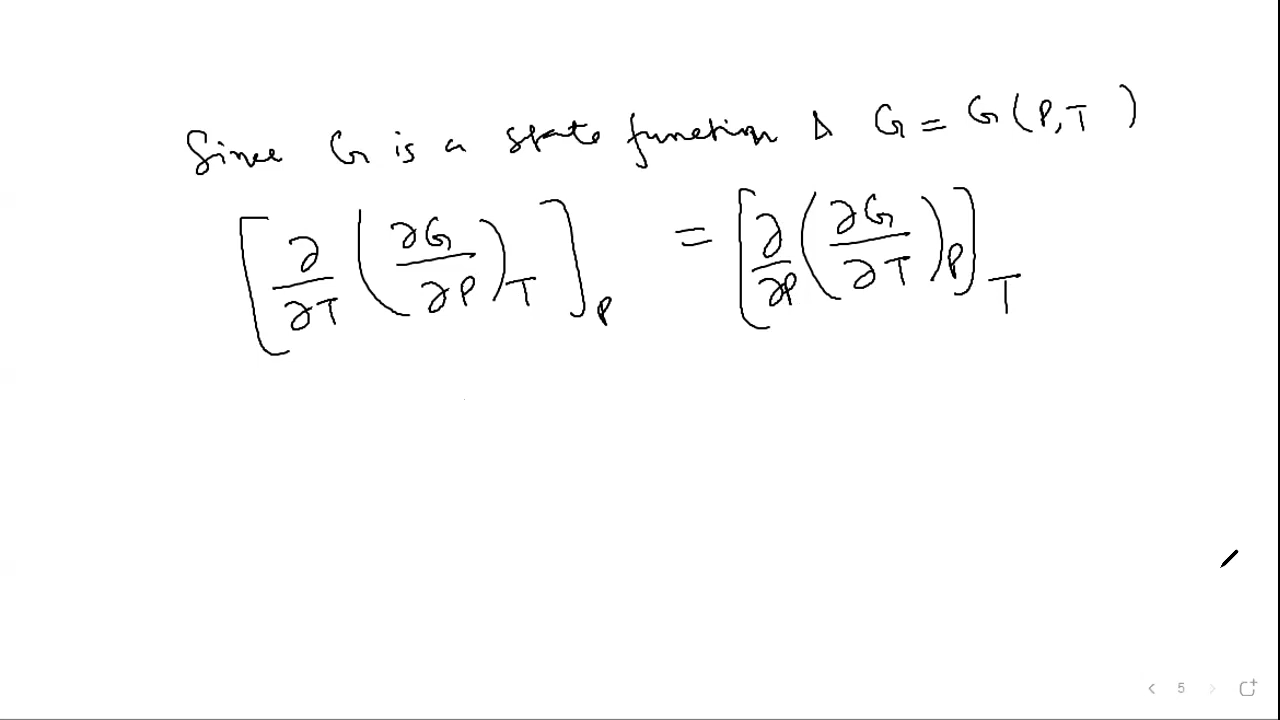 Since G is a state function & G = G(P,T)
[∂/∂T (∂G/∂P)_T]_P = [∂/∂P (∂G/∂T)_P]_T
5